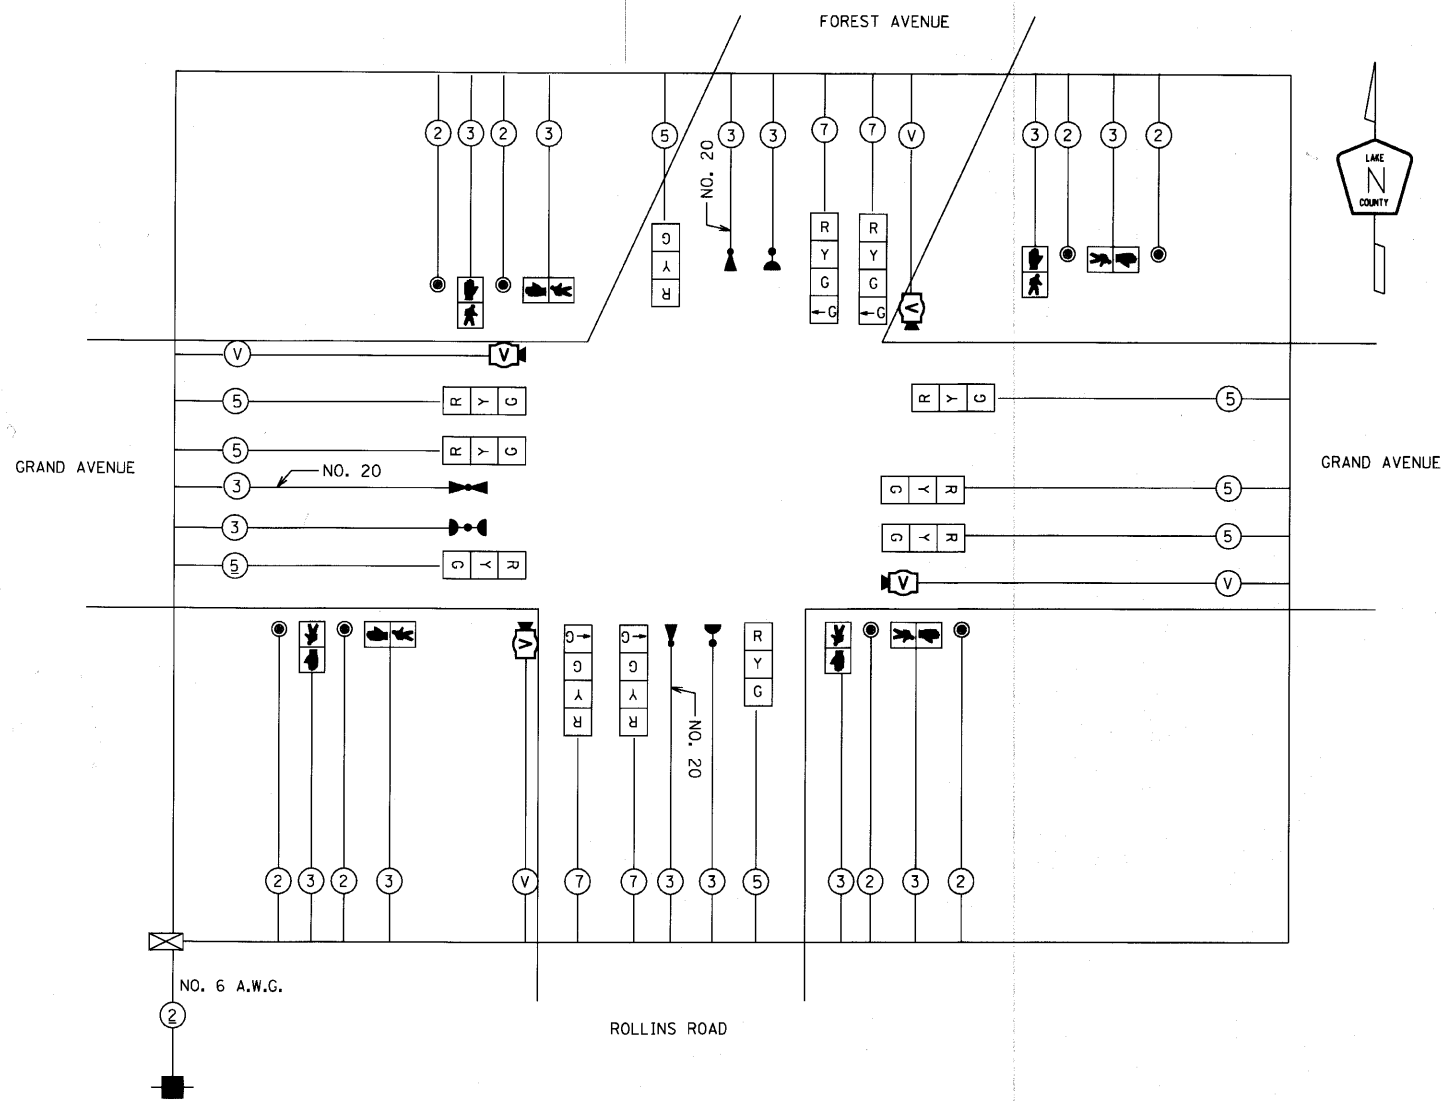 FOREST AVENUE
2 3 2 3 5 3 3 7 7 V 3 2 3 2
LAKE
N
COUNTY
NO. 20
G Y R
R Y G ←G
R Y G ←G
V
V V
5 R Y G
R Y G 5
5 R Y G
GRAND AVENUE
GRAND AVENUE
3 NO. 20
G Y R 5
3
G Y R 5
5 G Y R
V V
V
G→ G Y R
G→ G Y R
R Y G
NO. 20
2 3 2 3 V 7 7 3 3 5 3 2 3 2
NO. 6 A.W.G.
2
ROLLINS ROAD